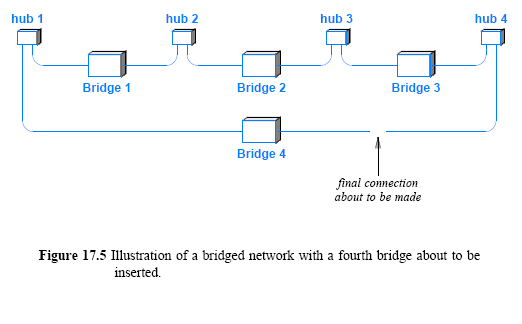 hub 1 hub 2 hub 3 hub 4
Bridge 1 Bridge 2 Bridge 3
Bridge 4
final connection
about to be made
Figure 17.5 Illustration of a bridged network with a fourth bridge about to be
inserted.